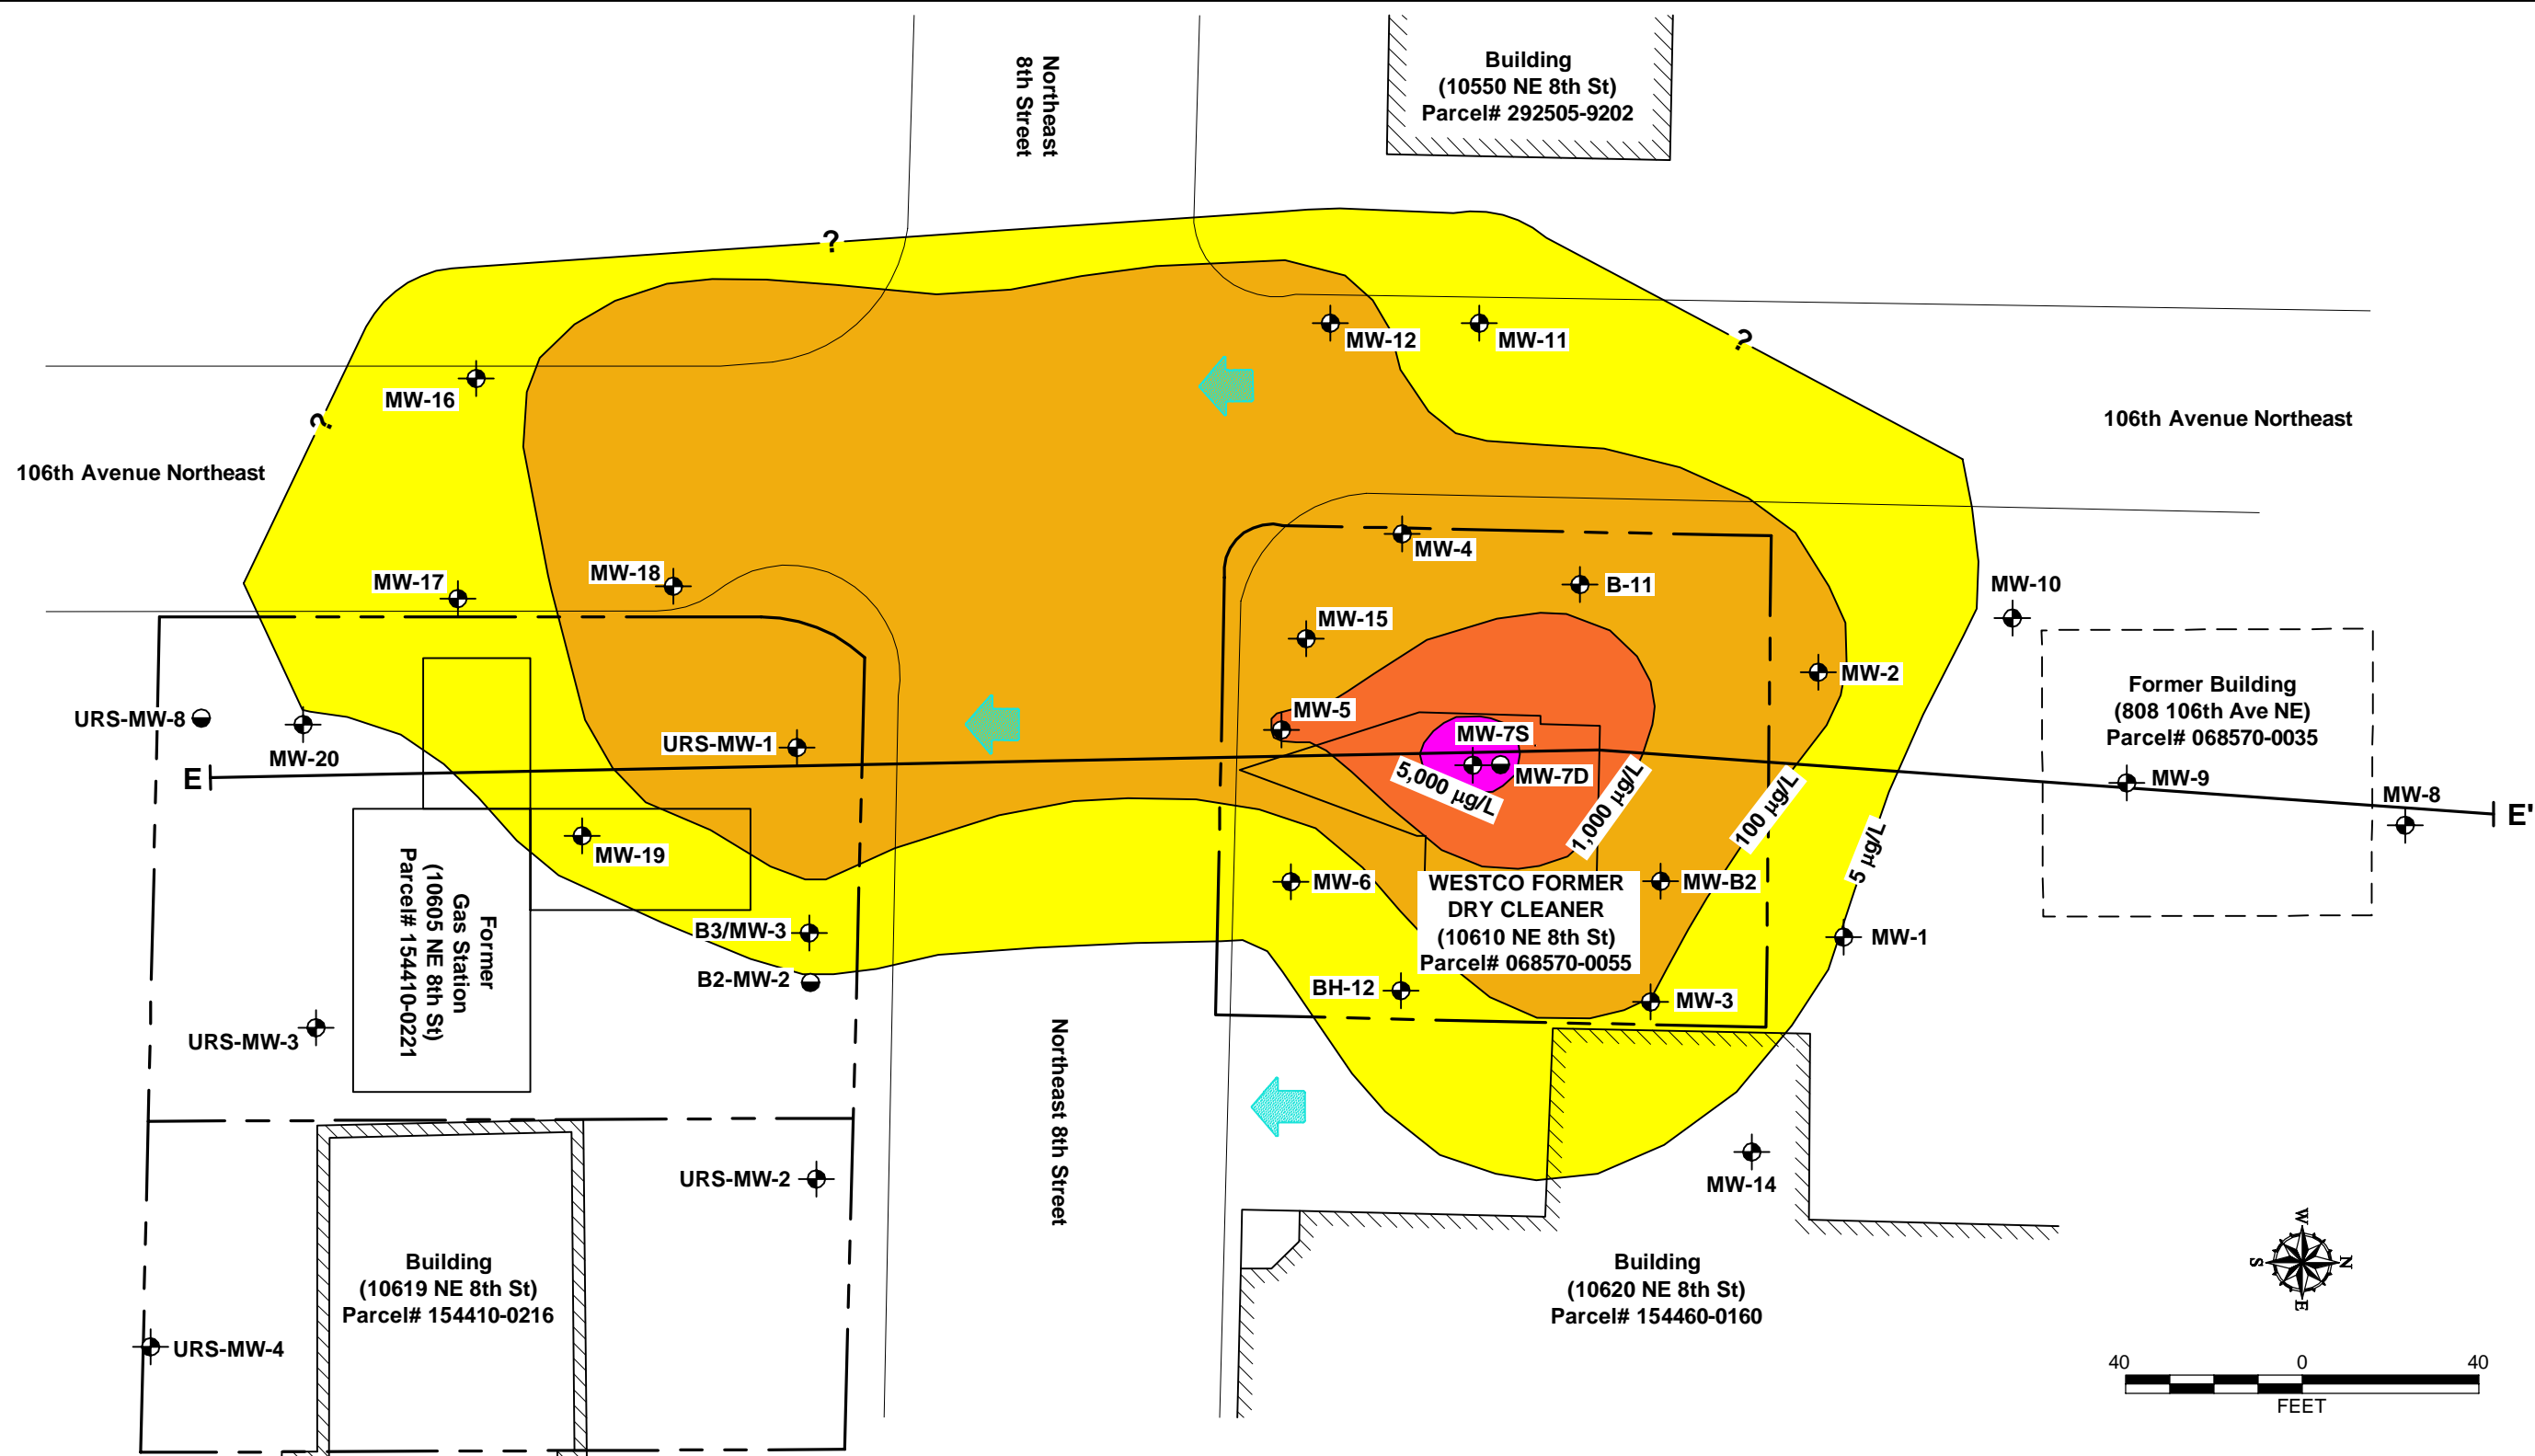 Northeast
8th Street
Building
(10550 NE 8th St)
Parcel# 292505-9202
?
MW-12
MW-11
?
MW-16
?
106th Avenue Northeast
106th Avenue Northeast
MW-4
MW-17
MW-18
B-11
MW-10
MW-15
MW-2
Former Building
(808 106th Ave NE)
Parcel# 068570-0035
URS-MW-8
MW-20
MW-5
URS-MW-1
MW-7S
MW-7D
E
MW-9
MW-8
E'
5,000 µg/L
1,000 µg/L
100 µg/L
5 µg/L
MW-19
MW-6
WESTCO FORMER
DRY CLEANER
(10610 NE 8th St)
Parcel# 068570-0055
MW-B2
Former
Gas Station
(10605 NE 8th St)
Parcel# 154410-0221
B3/MW-3
MW-1
B2-MW-2
BH-12
MW-3
URS-MW-3
Northeast 8th Street
URS-MW-2
MW-14
Building
(10619 NE 8th St)
Parcel# 154410-0216
Building
(10620 NE 8th St)
Parcel# 154460-0160
W
S
N
E
URS-MW-4
40 0 40
FEET